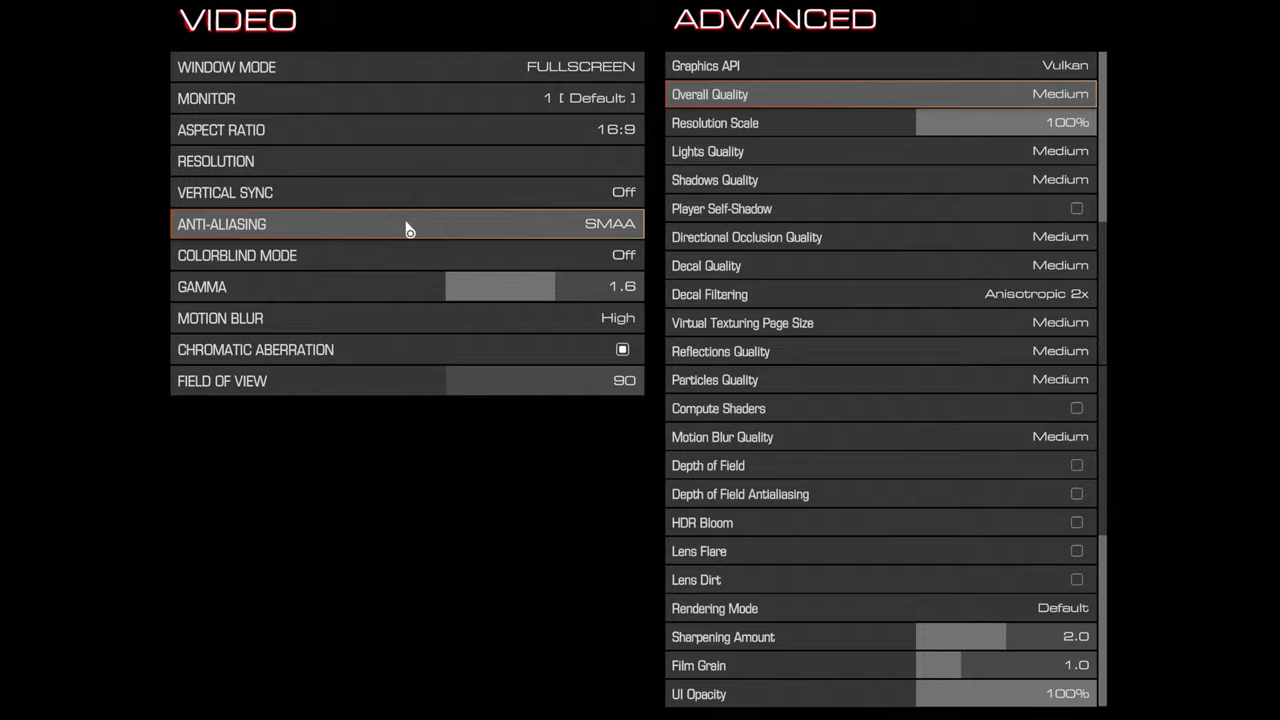 VIDEO
WINDOW MODE FULLSCREEN
MONITOR 1 [ Default ]
ASPECT RATIO 16:9
RESOLUTION
VERTICAL SYNC Off
ANTI-ALIASING SMAA
COLORBLIND MODE Off
GAMMA 1.6
MOTION BLUR High
CHROMATIC ABERRATION
FIELD OF VIEW 90
ADVANCED
Graphics API Vulkan
Overall Quality Medium
Resolution Scale 100%
Lights Quality Medium
Shadows Quality Medium
Player Self-Shadow
Directional Occlusion Quality Medium
Decal Quality Medium
Decal Filtering Anisotropic 2x
Virtual Texturing Page Size Medium
Reflections Quality Medium
Particles Quality Medium
Compute Shaders
Motion Blur Quality Medium
Depth of Field
Depth of Field Antialiasing
HDR Bloom
Lens Flare
Lens Dirt
Rendering Mode Default
Sharpening Amount 2.0
Film Grain 1.0
UI Opacity 100%